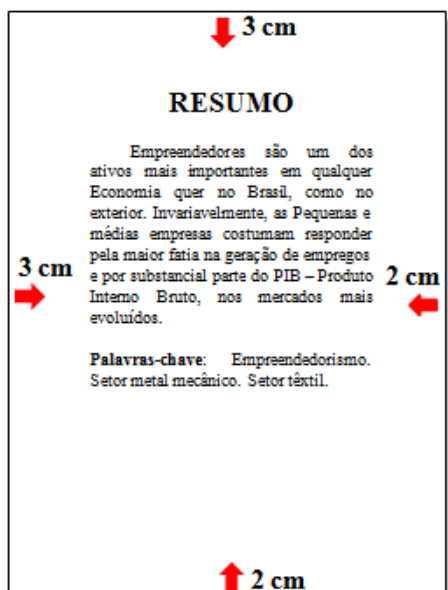 3 cm
RESUMO
Empreendedores são um dos
ativos mais importantes em qualquer
Economia quer no Brasil, como no
exterior. Invariavelmente, as Pequenas e
médias empresas costumam responder
pela maior fatia na geração de empregos
e por substancial parte do PIB – Produto
Interno Bruto, nos mercados mais
evoluídos.
3 cm
2 cm
Palavras-chave: Empreendedorismo.
Setor metal mecânico. Setor têxtil.
2 cm